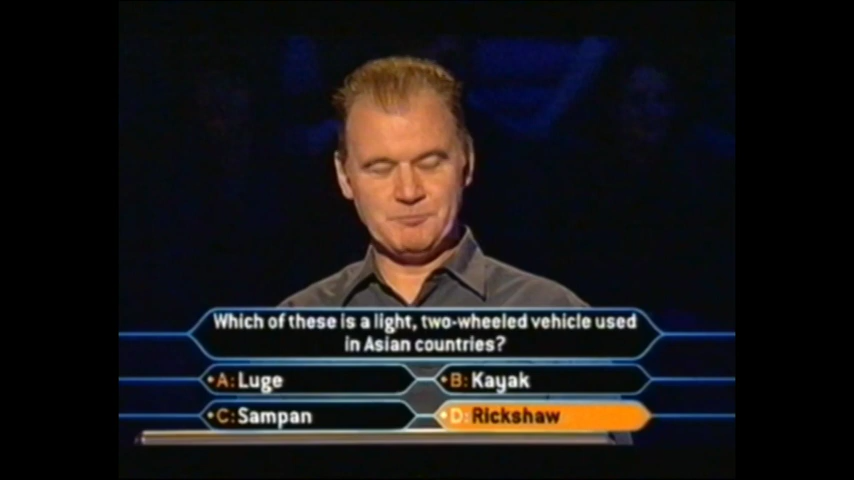 Which of these is a light, two-wheeled vehicle used
in Asian countries?
A: Luge
B: Kayak
C: Sampan
D: Rickshaw